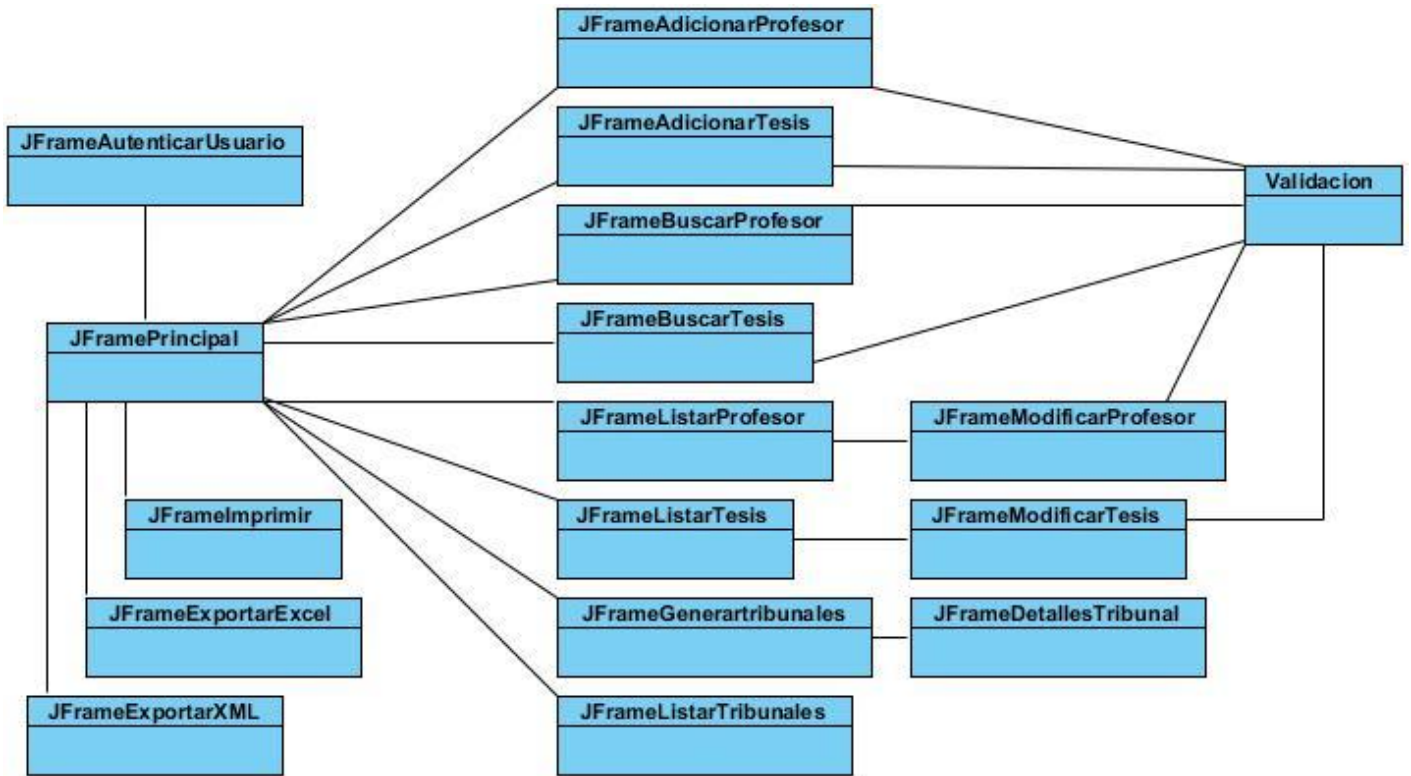 JFrameAdicionarProfesor
JFrameAutenticarUsuario
JFrameAdicionarTesis
Validacion
JFrameBuscarProfesor
JFramePrincipal
JFrameBuscarTesis
JFrameListarProfesor
JFrameModificarProfesor
JFrameImprimir
JFrameListarTesis
JFrameModificarTesis
JFrameExportarExcel
JFrameGenerartribunales
JFrameDetallesTribunal
JFrameExportarXML
JFrameListarTribunales